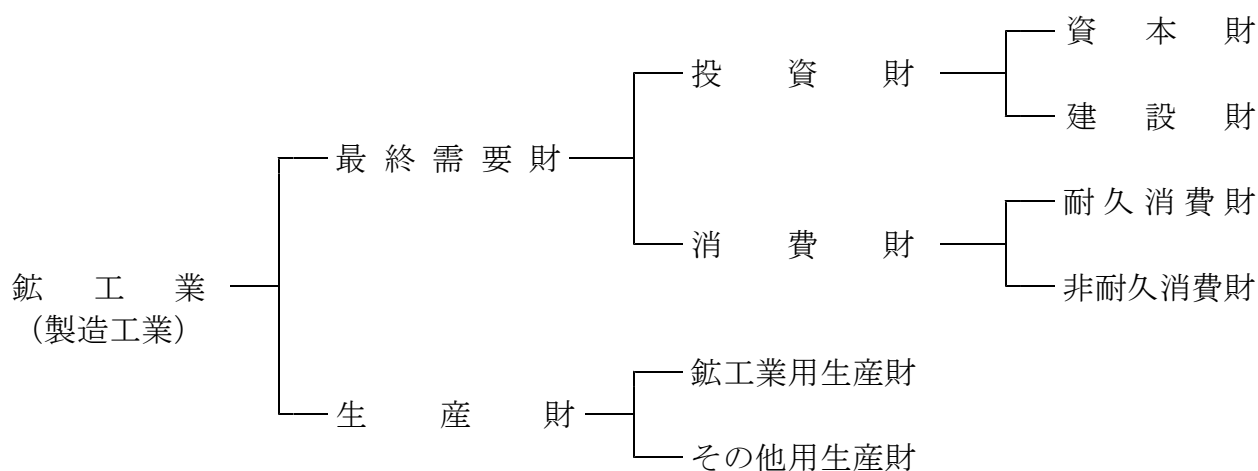 資本財
投資財
建設財
最終需要財
耐久消費財
消費財
非耐久消費財
鉱工業
(製造工業)
鉱工業用生産財
生産財
その他用生産財